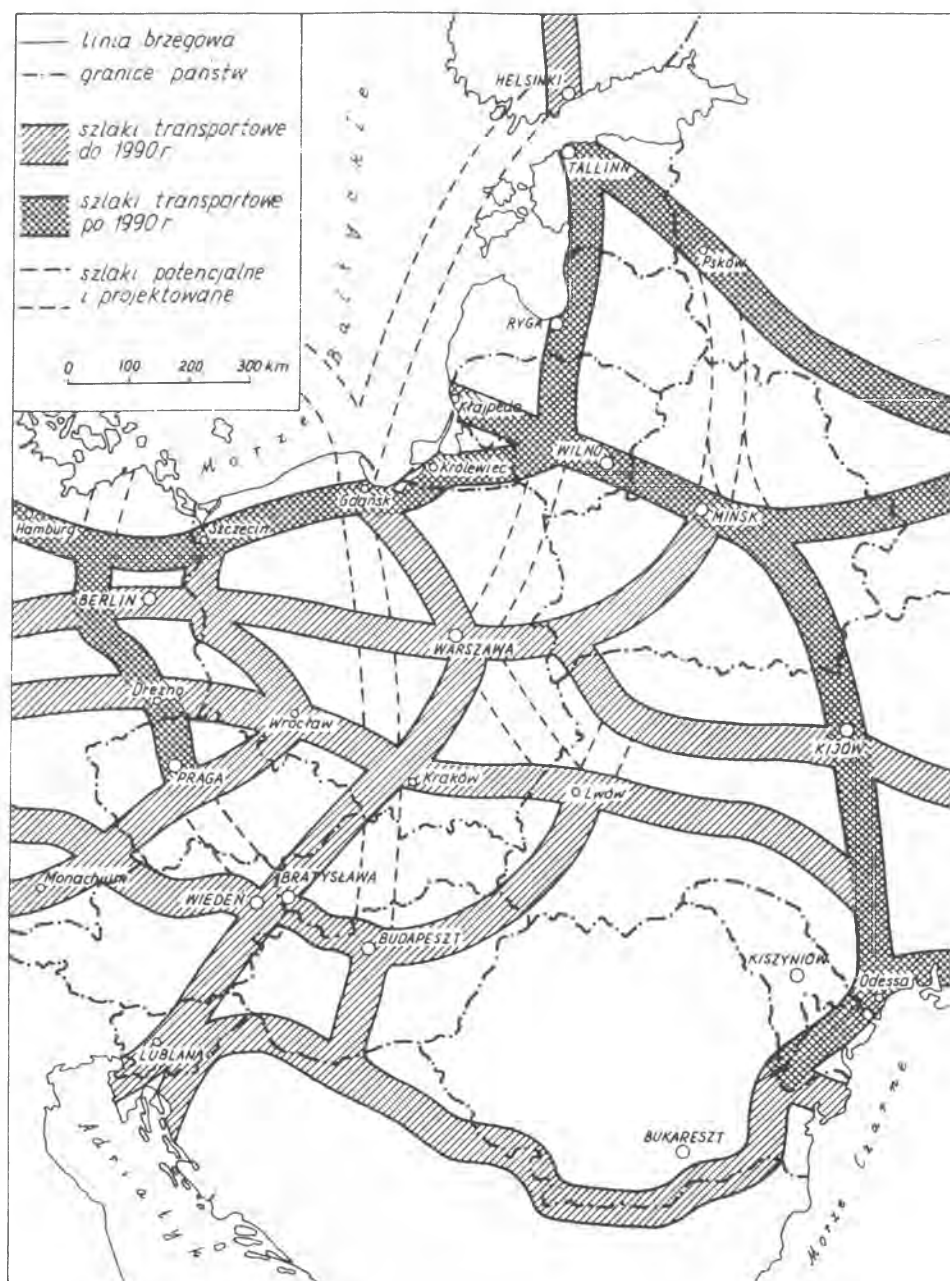 linia brzegowa
granice państw
szlaki transportowe
do 1990 r.
szlaki transportowe
po 1990 r
szlaki potencjalne
i projektowane
0 100 200 300 km
HELSINKI
Morze Bałtyckie
TALLINN
Psków
RYGA
Kłajpeda
WILNO
Królewiec
Gdańsk
MIŃSK
Hamburg
Szczecin
BERLIN
WARSZAWA
Drezno
Wrocław
KIJÓW
PRAGA
Kraków
Lwów
Monachium
BRATYSŁAWA
WIEDEŃ
BUDAPESZT
KISZYNIÓW
Odessa
LUBLANA
BUKARESZT
Adriatyk
Morze Czarne